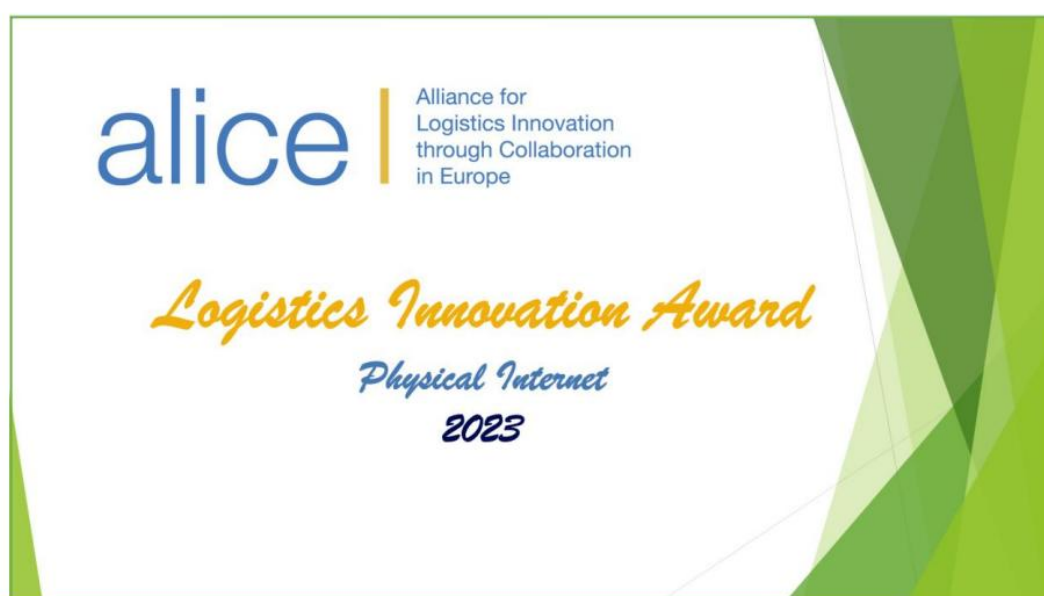 alice
Alliance for
Logistics Innovation
through Collaboration
in Europe
Logistics Innovation Award
Physical Internet
2023